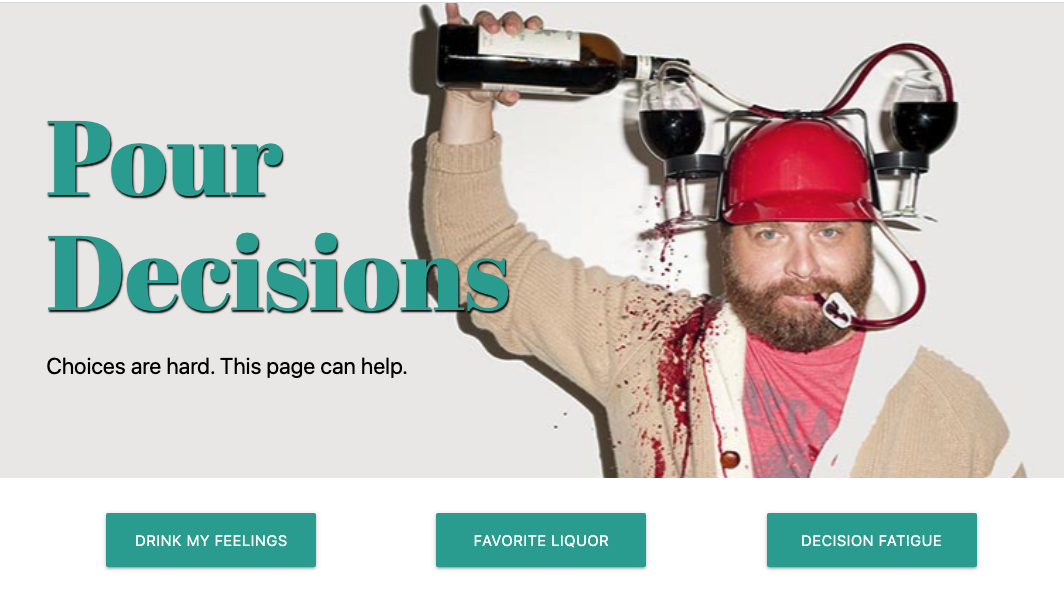 Pour
Decisions
Choices are hard. This page can help.
DRINK MY FEELINGS
FAVORITE LIQUOR
DECISION FATIGUE